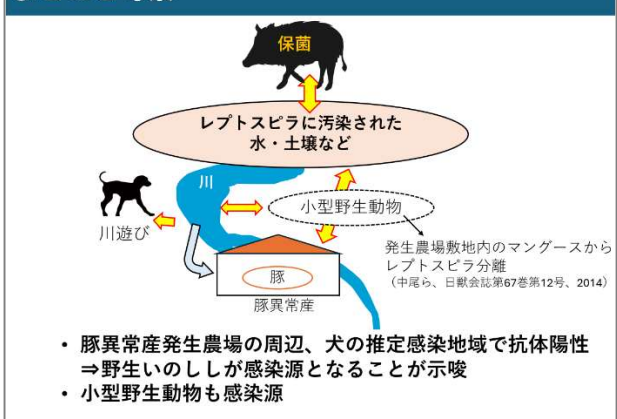 保菌
レプトスピラに汚染された
水・土壌など
川
小型野生動物
川遊び
発生農場敷地内のマングースから
レプトスピラ分離
（中尾ら、日獣会誌第67巻第12号、2014）
豚
豚異常産
・ 豚異常産発生農場の周辺、犬の推定感染地域で抗体陽性
⇒野生いのししが感染源となることが示唆
・ 小型野生動物も感染源